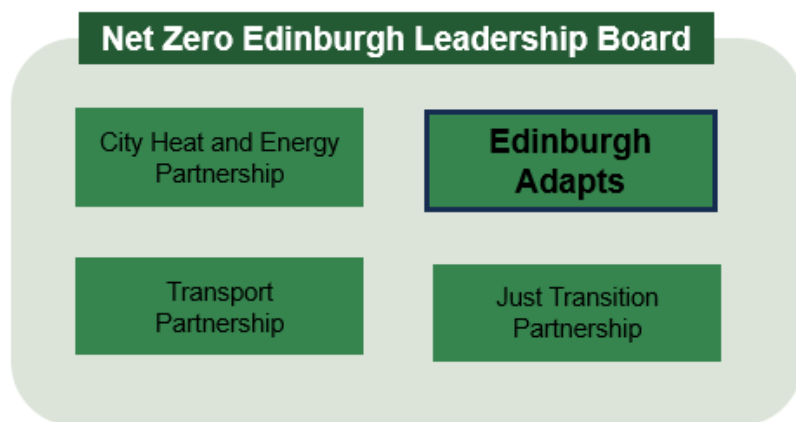 Net Zero Edinburgh Leadership Board
City Heat and Energy
Partnership
Edinburgh
Adapts
Transport
Partnership
Just Transition
Partnership